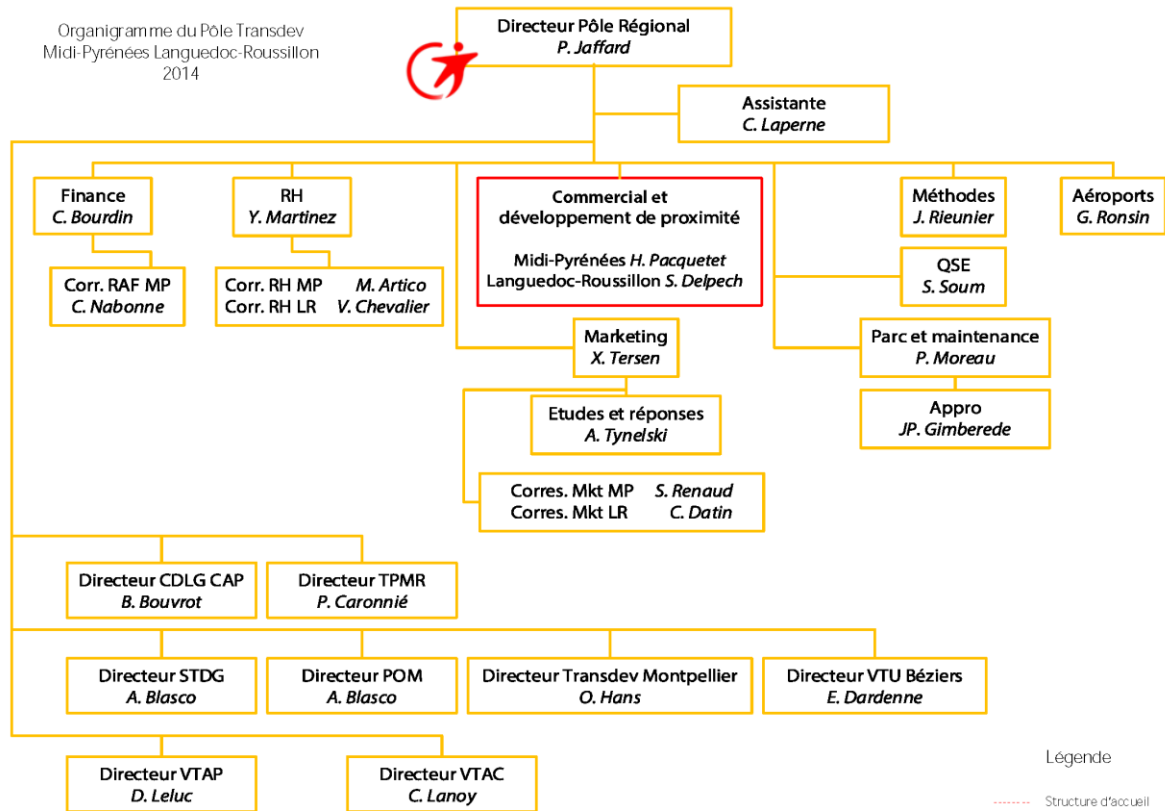 Organigramme du Pôle Transdev
Midi-Pyrénées Languedoc-Roussillon
2014
Directeur Pôle Régional
P. Jaffard
Assistante
C. Laperne
Finance
C. Bourdin
RH
Y. Martinez
Commercial et
développement de proximité
Midi-Pyrénées H. Pacquetet
Languedoc-Roussillon S. Delpech
Méthodes
J. Rieunier
Aéroports
G. Ronsin
Corr. RAF MP
C. Nabonne
Corr. RH MP M. Artico
Corr. RH LR V. Chevalier
QSE
S. Soum
Marketing
X. Tersen
Parc et maintenance
P. Moreau
Etudes et réponses
A. Tynelski
Appro
JP. Gimberede
Corres. Mkt MP S. Renaud
Corres. Mkt LR C. Datin
Directeur CDLG CAP
B. Bouvrot
Directeur TPMR
P. Caronnié
Directeur STDG
A. Blasco
Directeur POM
A. Blasco
Directeur Transdev Montpellier
O. Hans
Directeur VTU Béziers
E. Dardenne
Directeur VTAP
D. Leluc
Directeur VTAC
C. Lanoy
Légende
Structure d'accueil